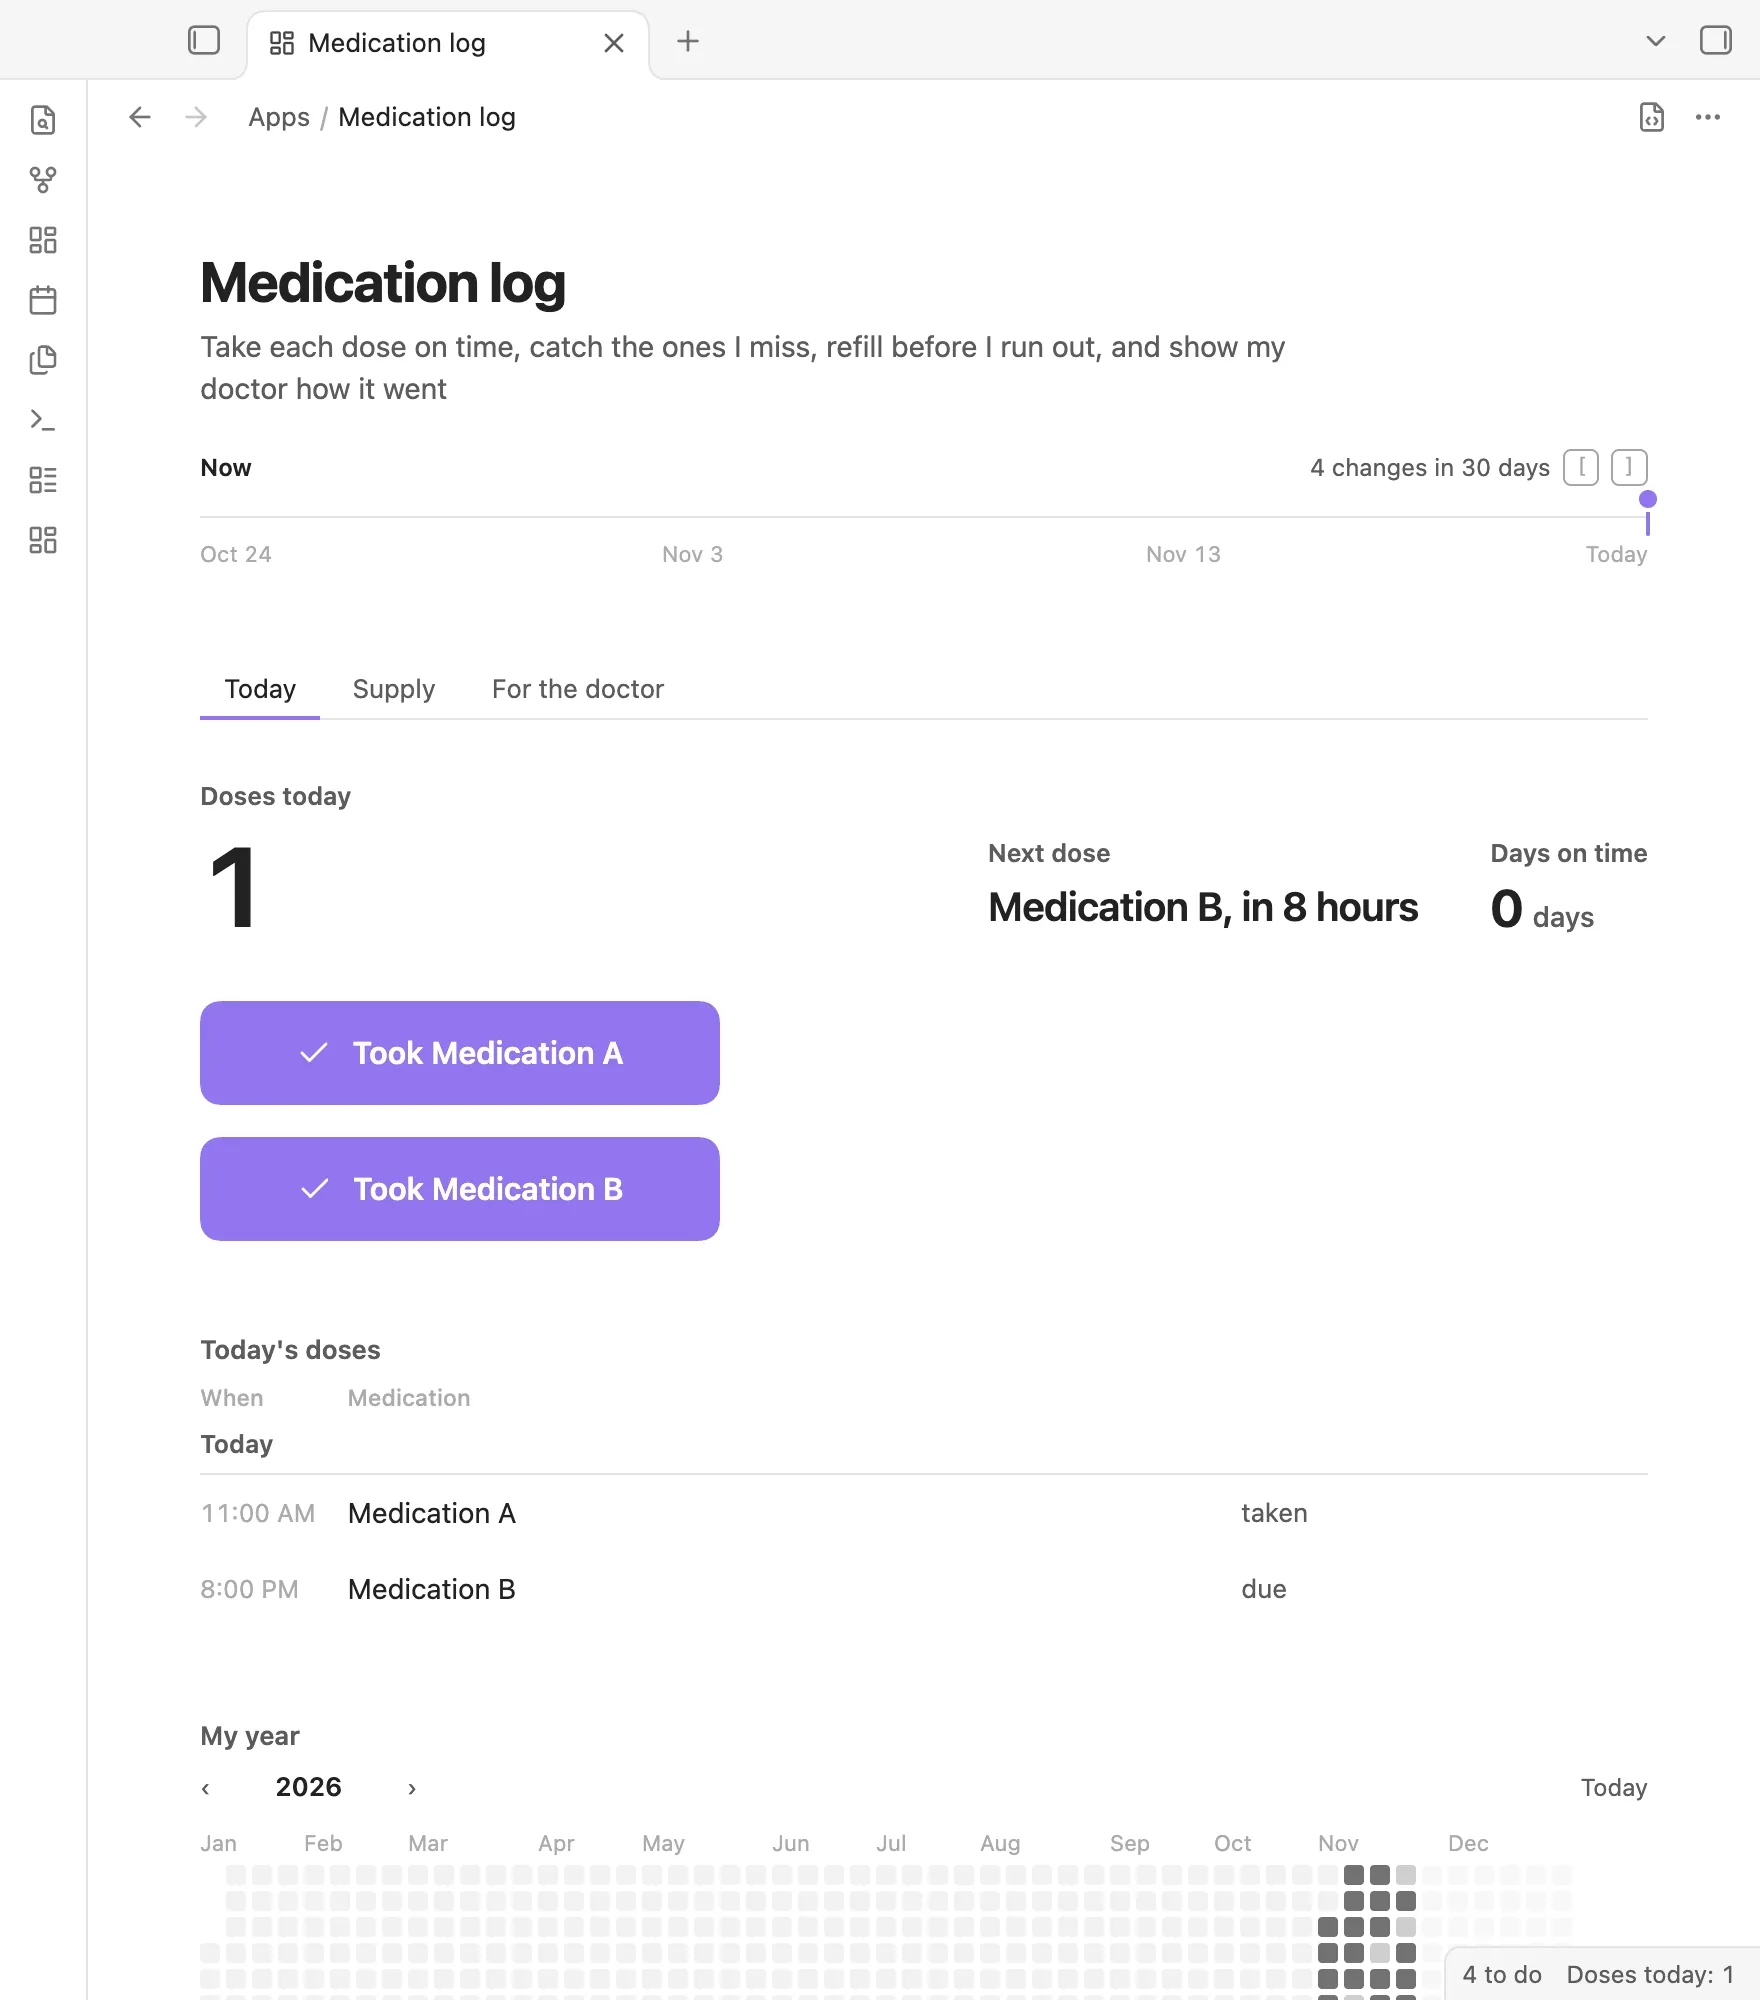 Medication log
Apps / Medication log
Medication log
Take each dose on time, catch the ones I miss, refill before I run out, and show my
doctor how it went
Now
4 changes in 30 days [ ]
Oct 24 Nov 3 Nov 13 Today
Today Supply For the doctor
Doses today
1
Next dose
Medication B, in 8 hours
Days on time
0 days
Took Medication A
Took Medication B
Today's doses
When Medication
Today
11:00 AM Medication A taken
8:00 PM Medication B due
My year
‹ 2026 › Today
Jan Feb Mar Apr May Jun Jul Aug Sep Oct Nov Dec
4 to do Doses today: 1